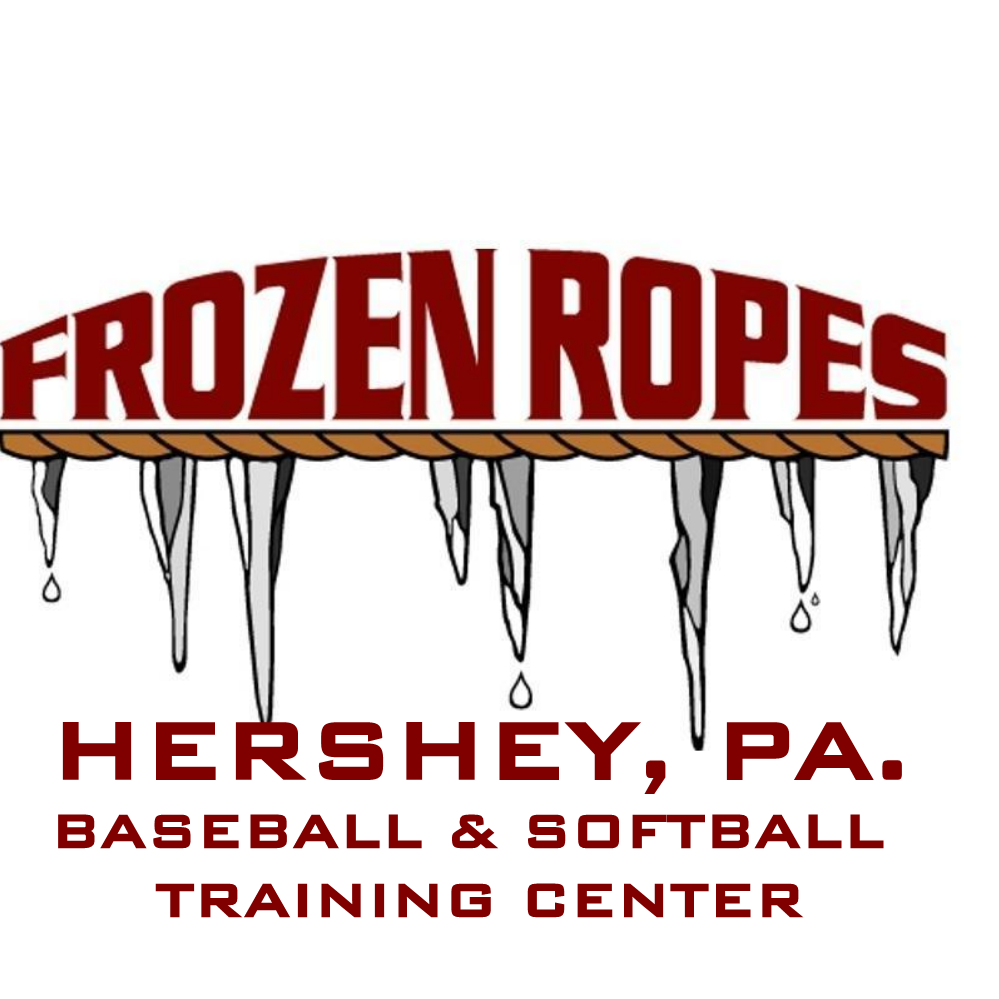 FROZEN ROPES
HERSHEY, PA.
BASEBALL & SOFTBALL
TRAINING CENTER